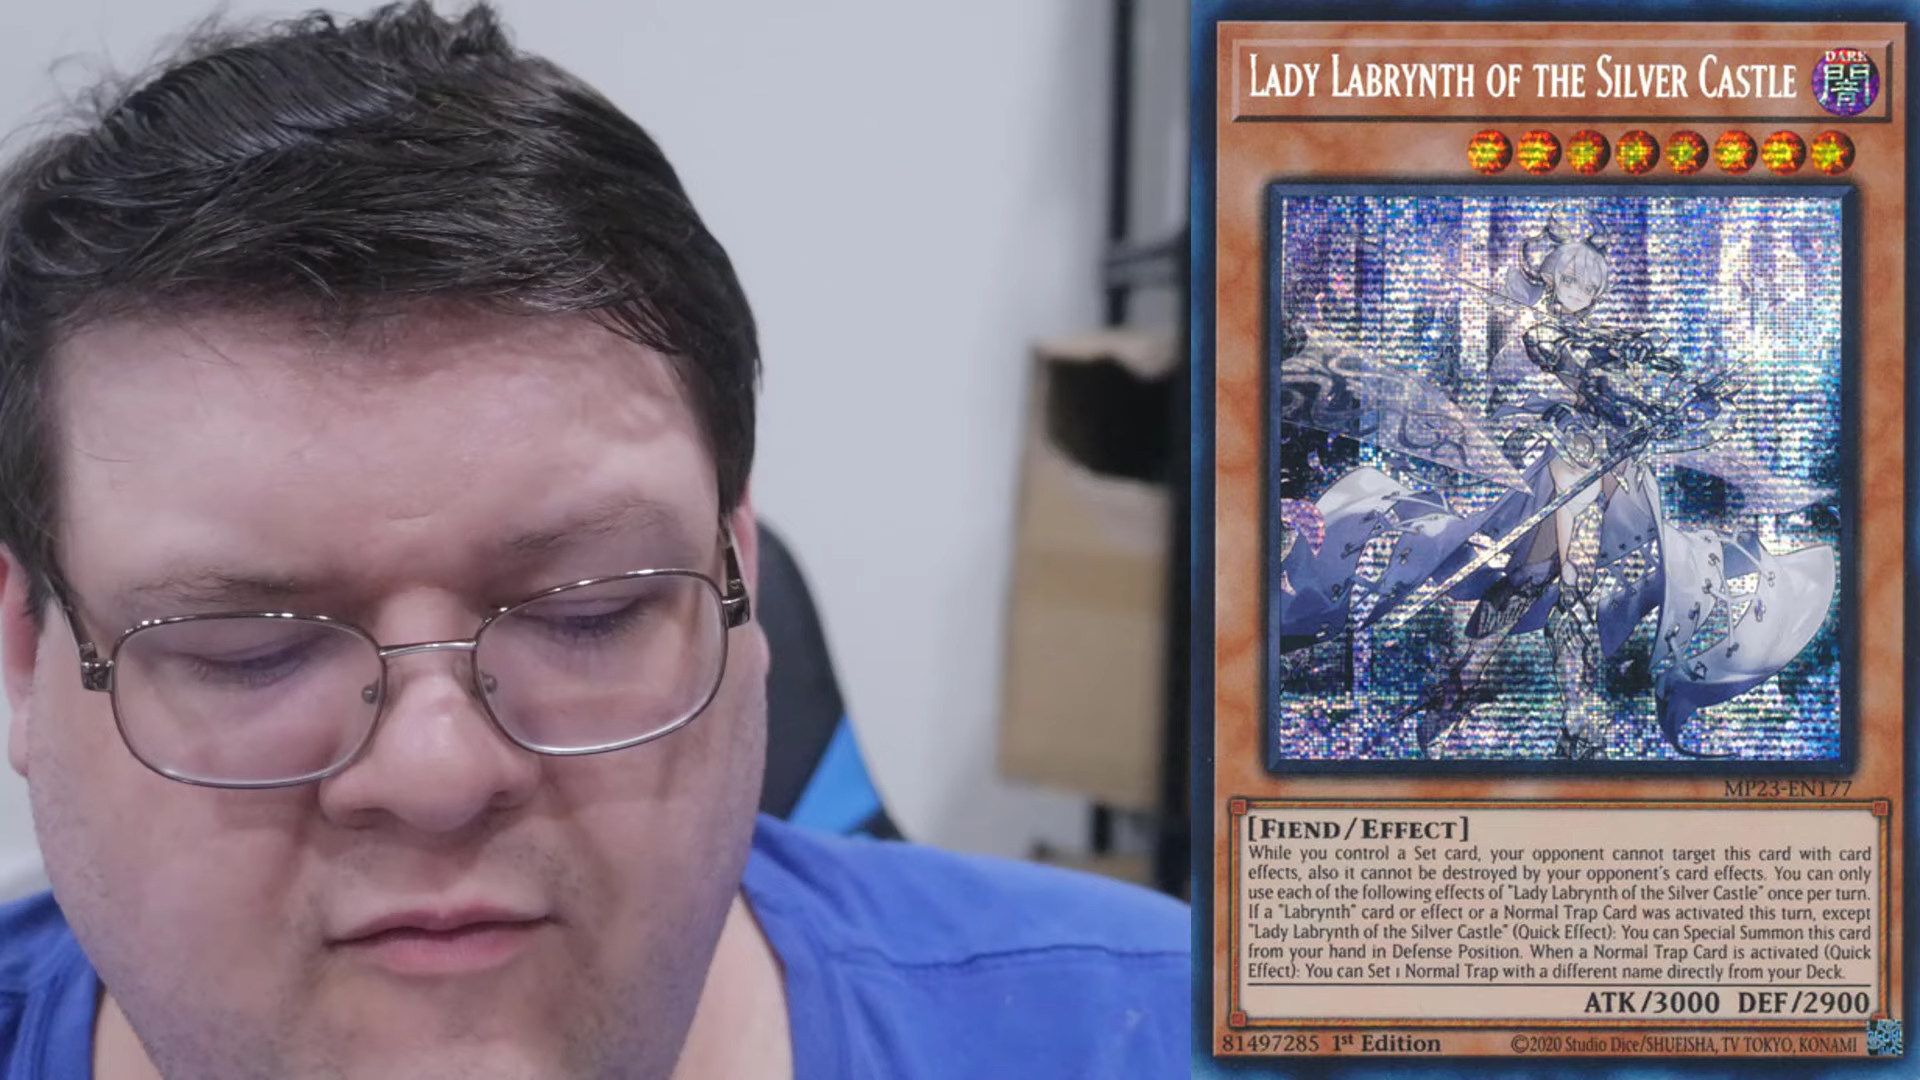 LADY LABRYNTH OF THE SILVER CASTLE
DARK
闇
MP23-EN177
[FIEND/EFFECT]
While you control a Set card, your opponent cannot target this card with card
effects, also it cannot be destroyed by your opponent's card effects. You can only
use each of the following effects of "Lady Labrynth of the Silver Castle" once per turn.
If a "Labrynth" card or effect or a Normal Trap Card was activated this turn, except
"Lady Labrynth of the Silver Castle" (Quick Effect): You can Special Summon this card
from your hand in Defense Position. When a Normal Trap Card is activated (Quick
Effect): You can Set 1 Normal Trap with a different name directly from your Deck.
ATK/3000 DEF/2900
81497285 1st Edition ©2020 Studio Dice/SHUEISHA, TV TOKYO, KONAMI